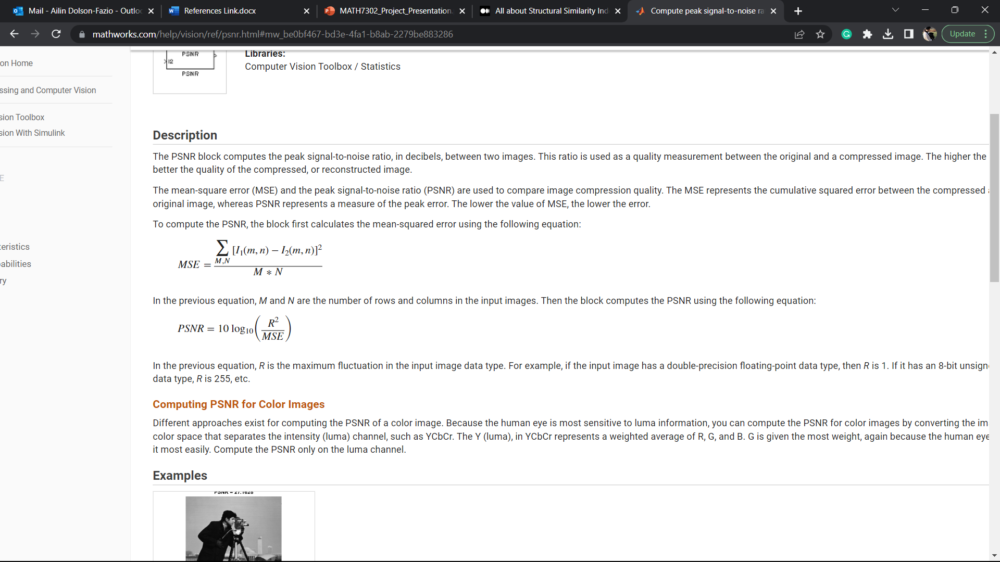 Mail - Ailin Dolson-Fazio - Outloo
References Link.docx
MATH7302_Project_Presentation.
All about Structural Similarity Ind
Compute peak signal-to-noise ra
mathworks.com/help/vision/ref/psnr.html#mw_be0bf467-bd3e-4fa1-b8ab-2279be883286
Update
on Home
ssing and Computer Vision
sion Toolbox
sion With Simulink
E
teristics
abilities
ry
PSNR
I2
PSNR
Libraries:
Computer Vision Toolbox / Statistics
Description
The PSNR block computes the peak signal-to-noise ratio, in decibels, between two images. This ratio is used as a quality measurement between the original and a compressed image. The higher the
better the quality of the compressed, or reconstructed image.
The mean-square error (MSE) and the peak signal-to-noise ratio (PSNR) are used to compare image compression quality. The MSE represents the cumulative squared error between the compressed
original image, whereas PSNR represents a measure of the peak error. The lower the value of MSE, the lower the error.
To compute the PSNR, the block first calculates the mean-squared error using the following equation:
MSE = ∑ M,N [I₁(m, n) − I₂(m, n)]² / M * N
In the previous equation, M and N are the number of rows and columns in the input images. Then the block computes the PSNR using the following equation:
PSNR = 10 log₁₀(R² / MSE)
In the previous equation, R is the maximum fluctuation in the input image data type. For example, if the input image has a double-precision floating-point data type, then R is 1. If it has an 8-bit unsign
data type, R is 255, etc.
Computing PSNR for Color Images
Different approaches exist for computing the PSNR of a color image. Because the human eye is most sensitive to luma information, you can compute the PSNR for color images by converting the im
color space that separates the intensity (luma) channel, such as YCbCr. The Y (luma), in YCbCr represents a weighted average of R, G, and B. G is given the most weight, again because the human eye
it most easily. Compute the PSNR only on the luma channel.
Examples
PSNR = 27.1628